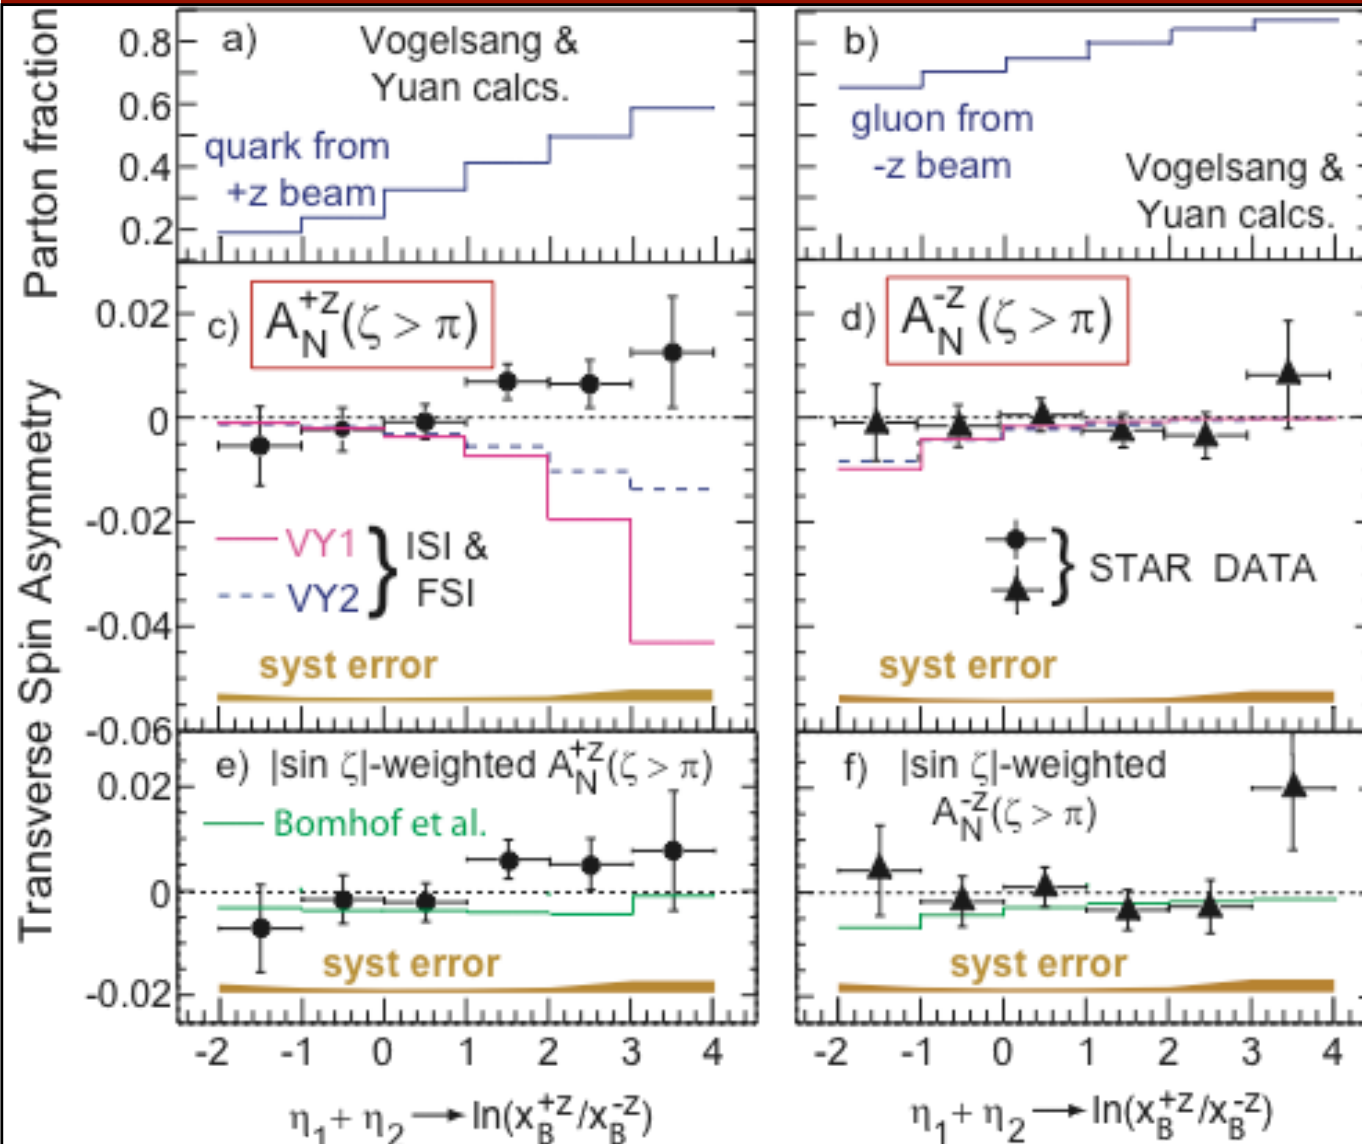 Parton fraction
Transverse Spin Asymmetry
a)
Vogelsang &
Yuan calcs.
quark from
+z beam
0.8
0.6
0.4
0.2
b)
gluon from
-z beam
Vogelsang &
Yuan calcs.
c) A_N^{+z}(ζ > π)
0.02
0
-0.02
-0.04
-0.06
VY1
VY2
} ISI &
FSI
syst error
d) A_N^{-z}(ζ > π)
} STAR DATA
syst error
e) |sin ζ|-weighted A_N^{+z}(ζ > π)
Bomhof et al.
0.02
0
-0.02
syst error
f) |sin ζ|-weighted
A_N^{-z}(ζ > π)
syst error
-2 -1 0 1 2 3 4
-2 -1 0 1 2 3 4
η₁ + η₂ → ln(x_B^{+z}/x_B^{-z})
η₁ + η₂ → ln(x_B^{+z}/x_B^{-z})